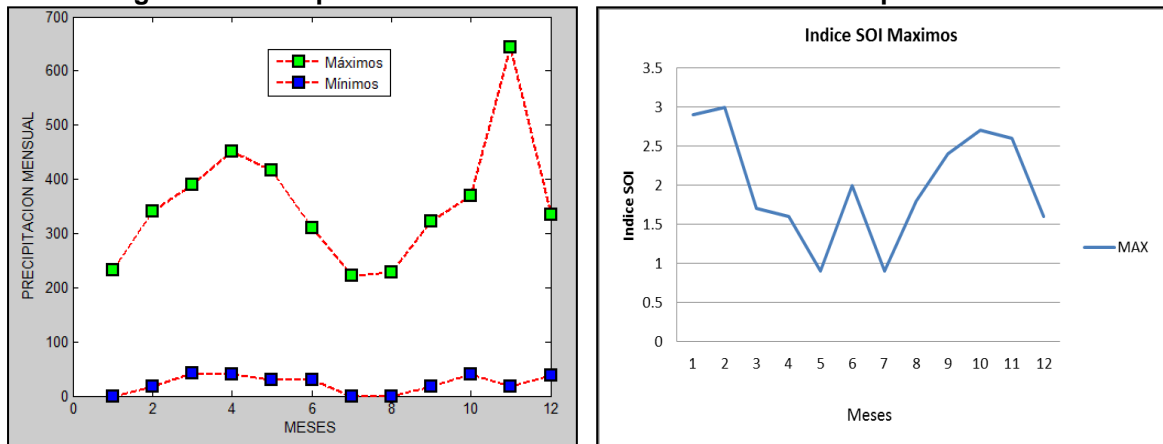 700
600
500
400
300
200
100
0
PRECIPITACION MENSUAL
Máximos
Mínimos
0 2 4 6 8 10 12
MESES
Indice SOI Maximos
3.5
3
2.5
2
1.5
1
0.5
0
Indice SOI
MAX
1 2 3 4 5 6 7 8 9 10 11 12
Meses